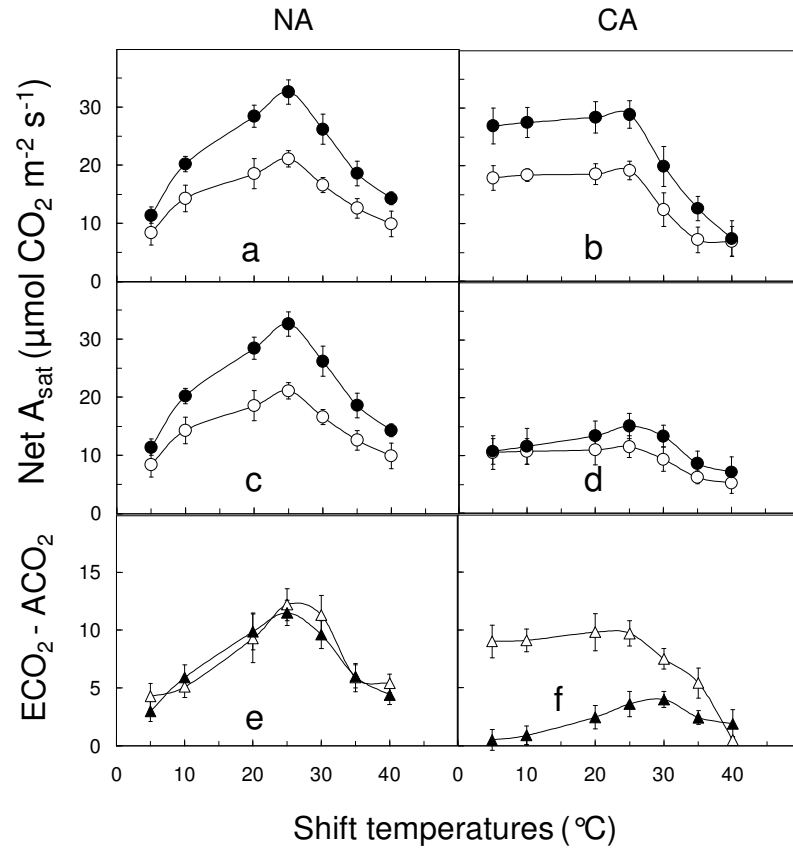 NA CA
Net A_sat (µmol CO₂ m⁻² s⁻¹)
30
20
10
0
a
b
30
20
10
0
c
d
ECO₂ - ACO₂
15
10
5
0
e
f
0 10 20 30 40 0 10 20 30 40
Shift temperatures (°C)